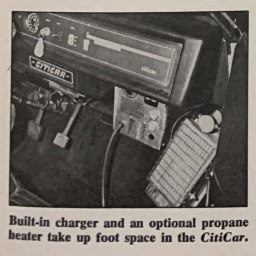 CITICAR
Built-in charger and an optional propane
heater take up foot space in the CitiCar.